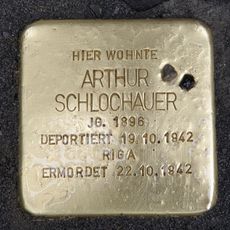 HIER WOHNTE
ARTHUR
SCHLOCHAUER
JG. 1896
DEPORTIERT 19.10.1942
RIGA
ERMORDET 22.10.1942